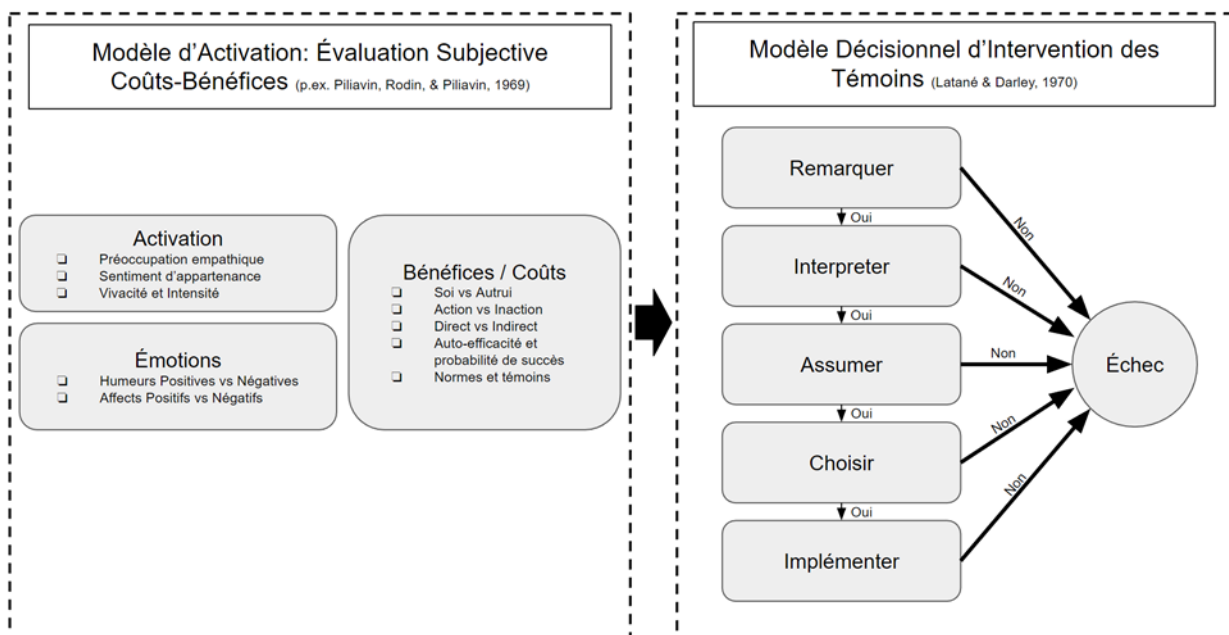 Modèle d'Activation: Évaluation Subjective
Coûts-Bénéfices (p.ex. Piliavin, Rodin, & Piliavin, 1969)
Activation
❏ Préoccupation empathique
❏ Sentiment d'appartenance
❏ Vivacité et Intensité
Émotions
❏ Humeurs Positives vs Négatives
❏ Affects Positifs vs Négatifs
Bénéfices / Coûts
❏ Soi vs Autrui
❏ Action vs Inaction
❏ Direct vs Indirect
❏ Auto-efficacité et
probabilité de succès
❏ Normes et témoins
Modèle Décisionnel d'Intervention des
Témoins (Latané & Darley, 1970)
Remarquer
Non
Oui
Interpreter
Non
Oui
Assumer
Non
Échec
Oui
Choisir
Non
Oui
Implémenter
Non